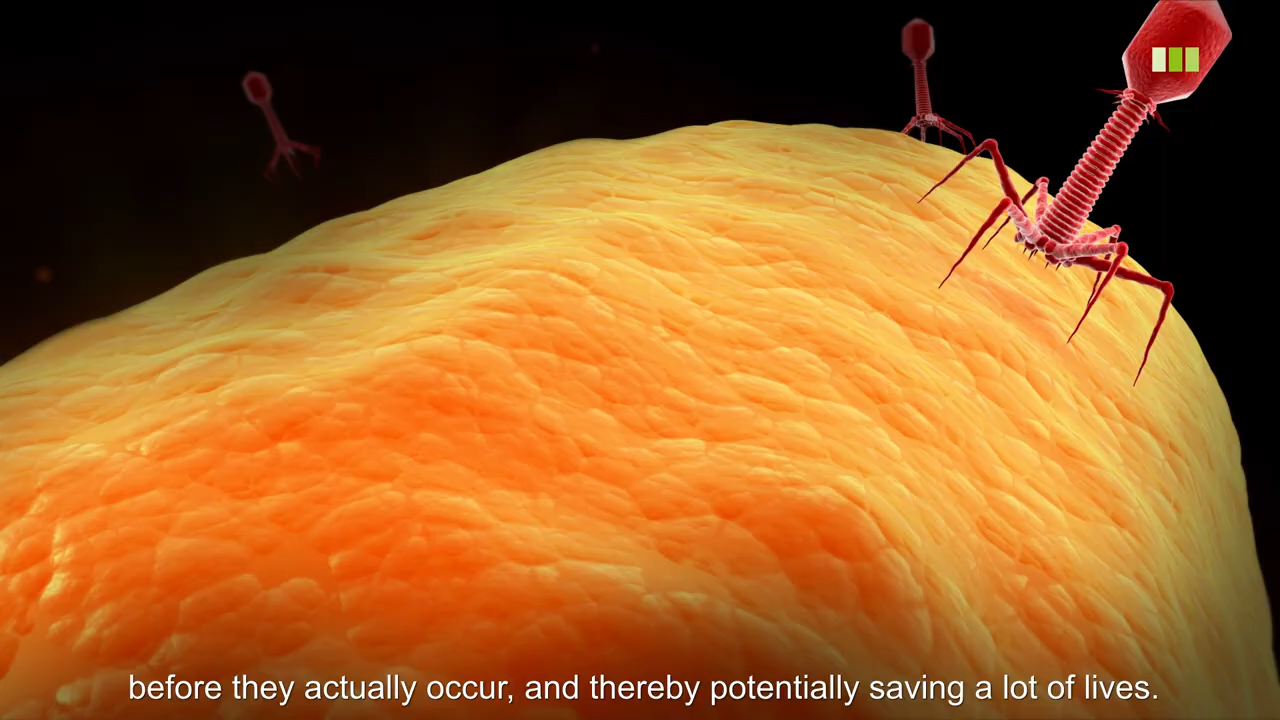 before they actually occur, and thereby potentially saving a lot of lives.